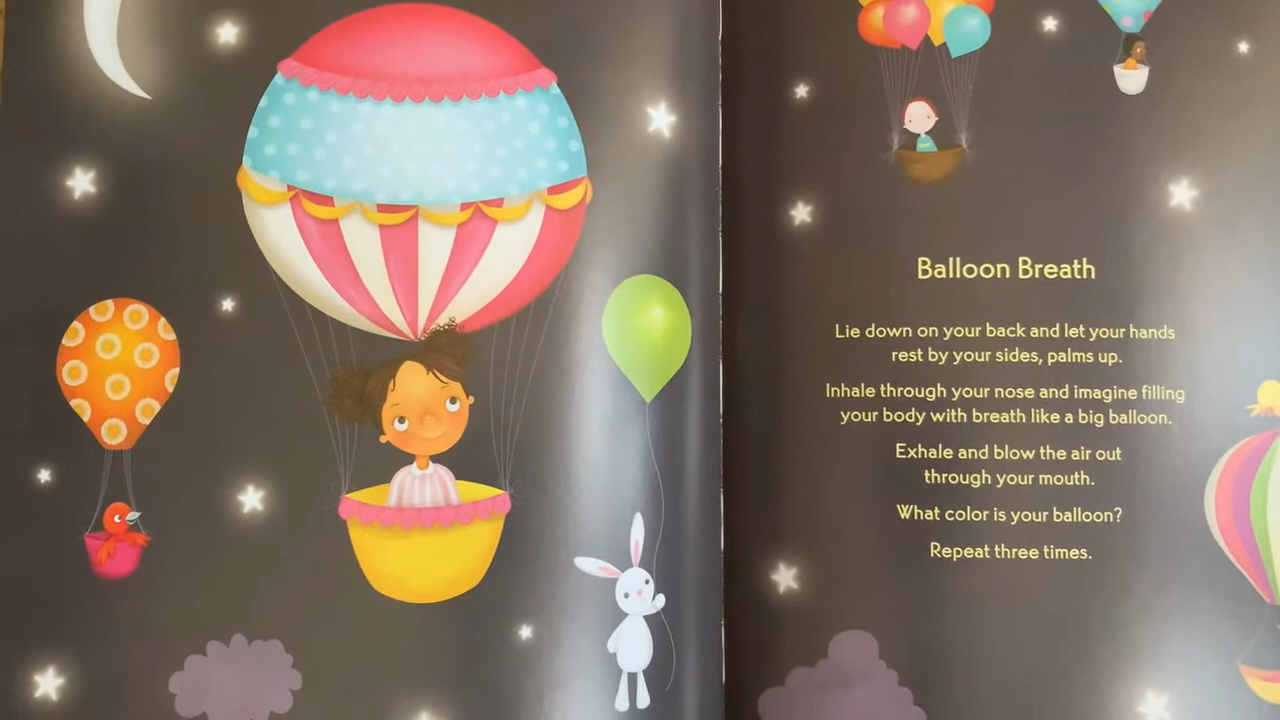 Balloon Breath
Lie down on your back and let your hands
rest by your sides, palms up.
Inhale through your nose and imagine filling
your body with breath like a big balloon.
Exhale and blow the air out
through your mouth.
What color is your balloon?
Repeat three times.